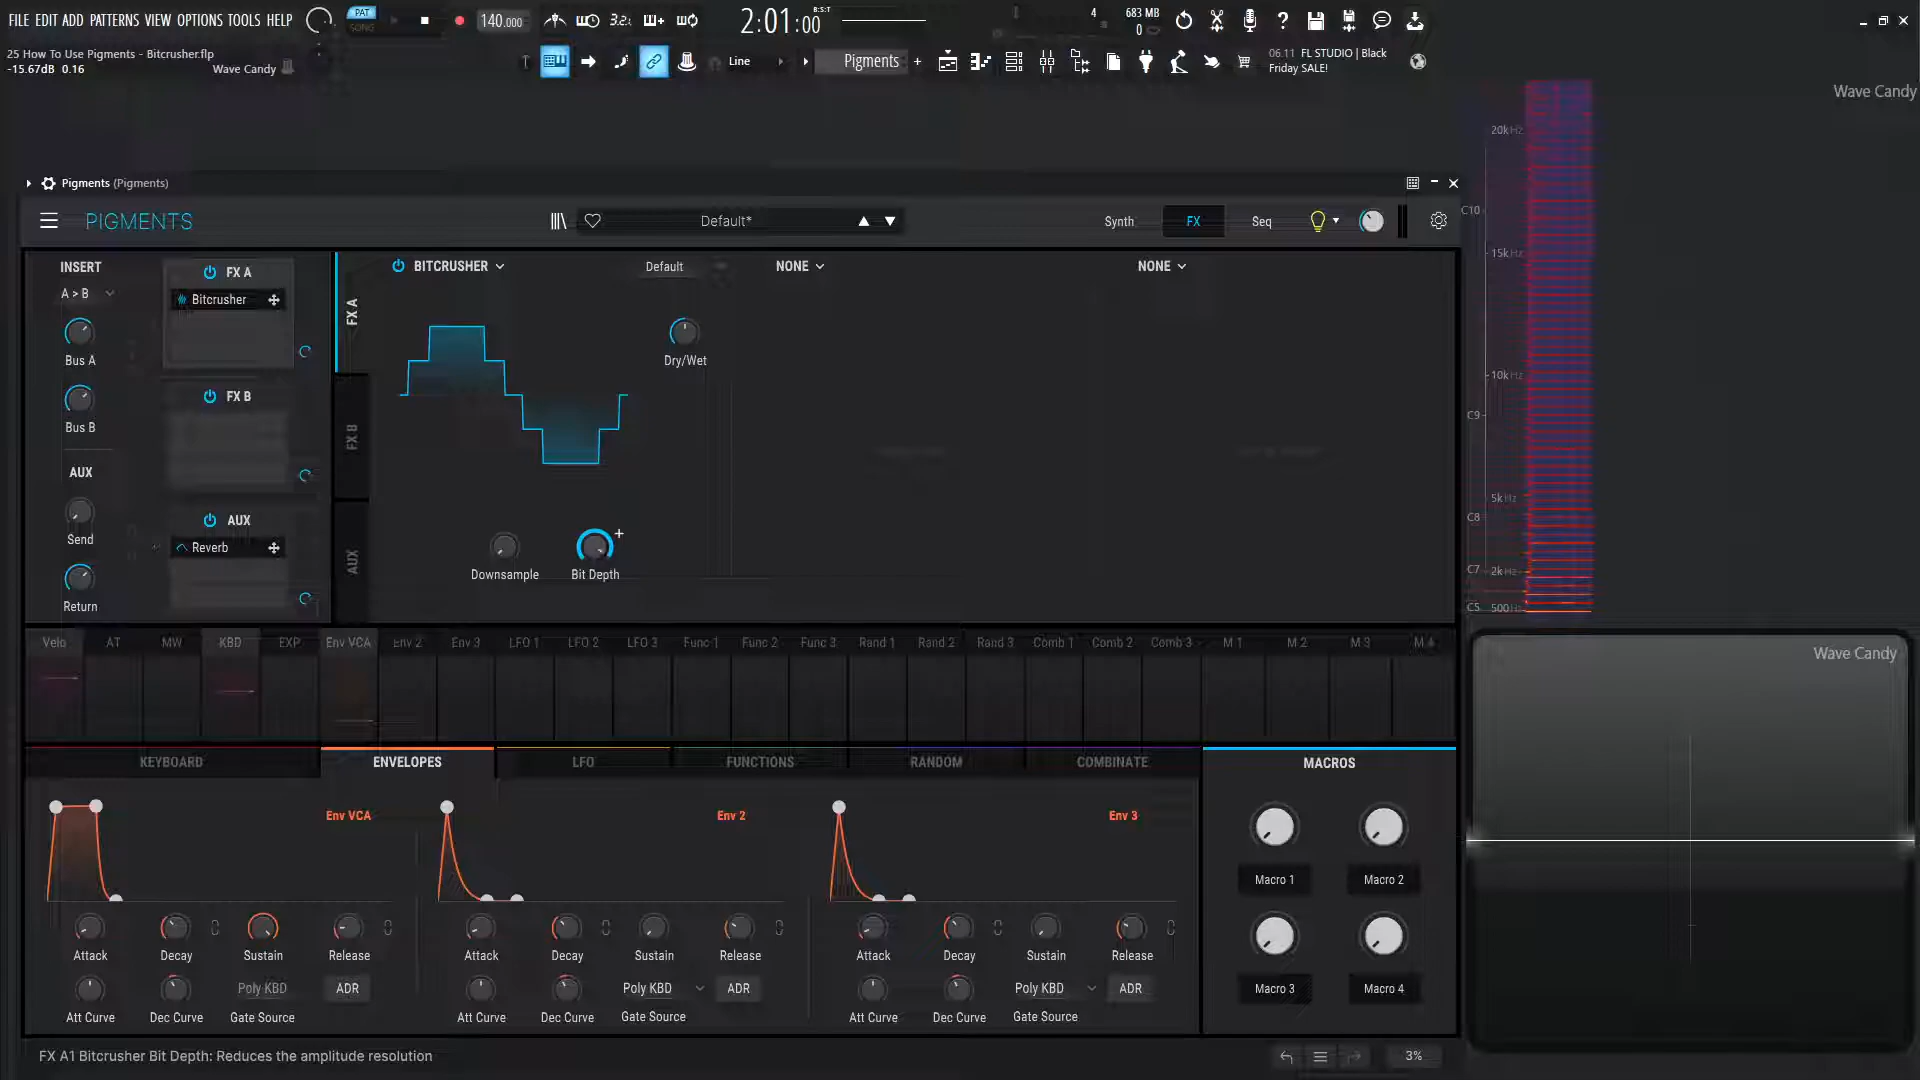 FILE EDIT ADD PATTERNS VIEW OPTIONS TOOLS HELP
PAT
SONG
140.000
3.2.
2:01:00
B:S:T
4
683 MB
0
25 How To Use Pigments - Bitcrusher.flp
-15.67dB 0.16
Wave Candy
Line
Pigments
06.11 FL STUDIO | Black
Friday SALE!
Wave Candy
Pigments (Pigments)
PIGMENTS
Default*
Synth
FX
Seq
INSERT
A > B
Bus A
Bus B
AUX
Send
Return
FX A
Bitcrusher
FX B
AUX
Reverb
FX A
FX B
AUX
BITCRUSHER
Default
NONE
NONE
Dry/Wet
Downsample
Bit Depth
20kHz
C10
15kHz
10kHz
C9
5kHz
C8
C7
2kHz
C5
500Hz
Velo AT MW KBD EXP Env VCA Env 2 Env 3 LFO 1 LFO 2 LFO 3 Func 1 Func 2 Func 3 Rand 1 Rand 2 Rand 3 Comb 1 Comb 2 Comb 3 M 1 M 2 M 3 M 4
Wave Candy
KEYBOARD ENVELOPES LFO FUNCTIONS RANDOM COMBINATE MACROS
Env VCA
Env 2
Env 3
Attack Decay Sustain Release
Attack Decay Sustain Release
Attack Decay Sustain Release
Poly KBD ADR
Poly KBD ADR
Poly KBD ADR
Att Curve Dec Curve Gate Source
Att Curve Dec Curve Gate Source
Att Curve Dec Curve Gate Source
Macro 1
Macro 2
Macro 3
Macro 4
FX A1 Bitcrusher Bit Depth: Reduces the amplitude resolution
3%